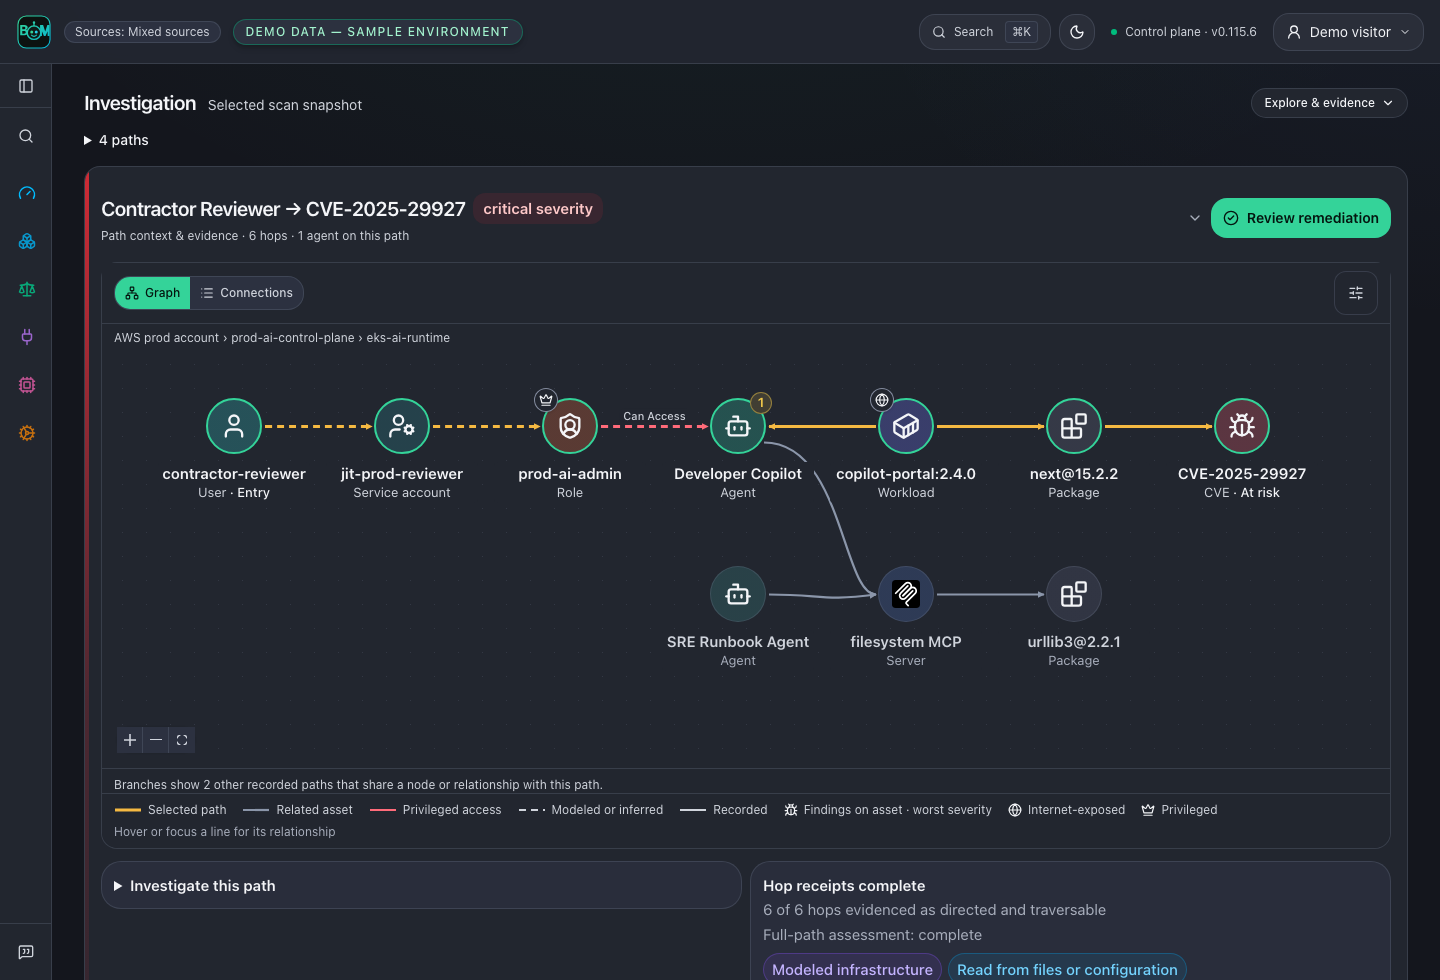 BOM
Sources: Mixed sources
DEMO DATA — SAMPLE ENVIRONMENT
Search ⌘K
Control plane · v0.115.6
Demo visitor
Investigation Selected scan snapshot
Explore & evidence
4 paths
Contractor Reviewer → CVE-2025-29927 critical severity
Path context & evidence · 6 hops · 1 agent on this path
Review remediation
Graph Connections
AWS prod account › prod-ai-control-plane › eks-ai-runtime
Can Access
1
contractor-reviewer
User · Entry
jit-prod-reviewer
Service account
prod-ai-admin
Role
Developer Copilot
Agent
copilot-portal:2.4.0
Workload
next@15.2.2
Package
CVE-2025-29927
CVE · At risk
SRE Runbook Agent
Agent
filesystem MCP
Server
urllib3@2.2.1
Package
Branches show 2 other recorded paths that share a node or relationship with this path.
Selected path Related asset Privileged access Modeled or inferred Recorded Findings on asset · worst severity Internet-exposed Privileged
Hover or focus a line for its relationship
Investigate this path
Hop receipts complete
6 of 6 hops evidenced as directed and traversable
Full-path assessment: complete
Modeled infrastructure Read from files or configuration